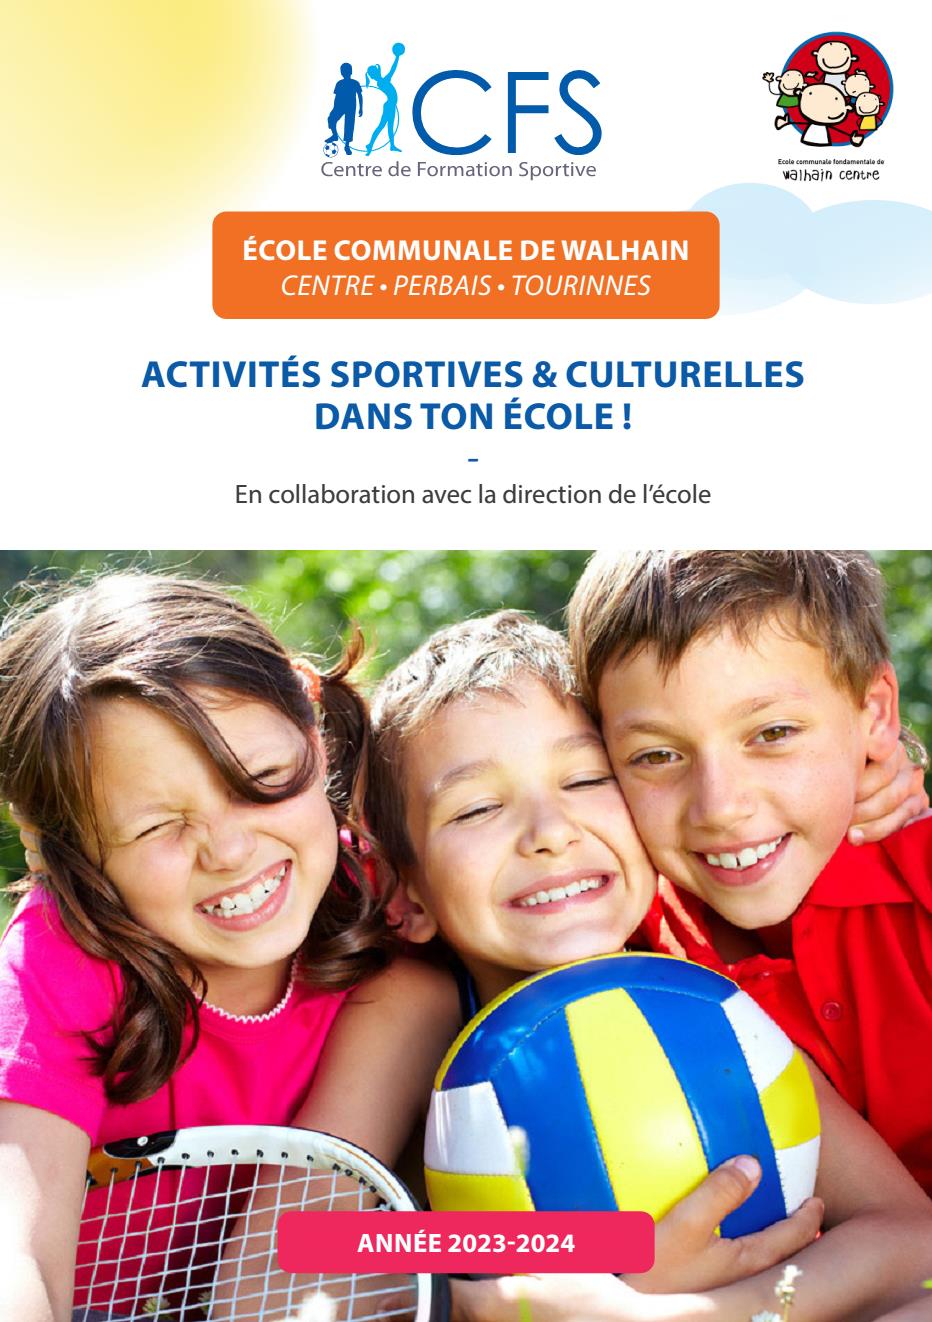 CFS
Centre de Formation Sportive
Ecole communale fondamentale de
walhain centre
ÉCOLE COMMUNALE DE WALHAIN
CENTRE • PERBAIS • TOURINNES
ACTIVITÉS SPORTIVES & CULTURELLES
DANS TON ÉCOLE !
-
En collaboration avec la direction de l'école
ANNÉE 2023-2024